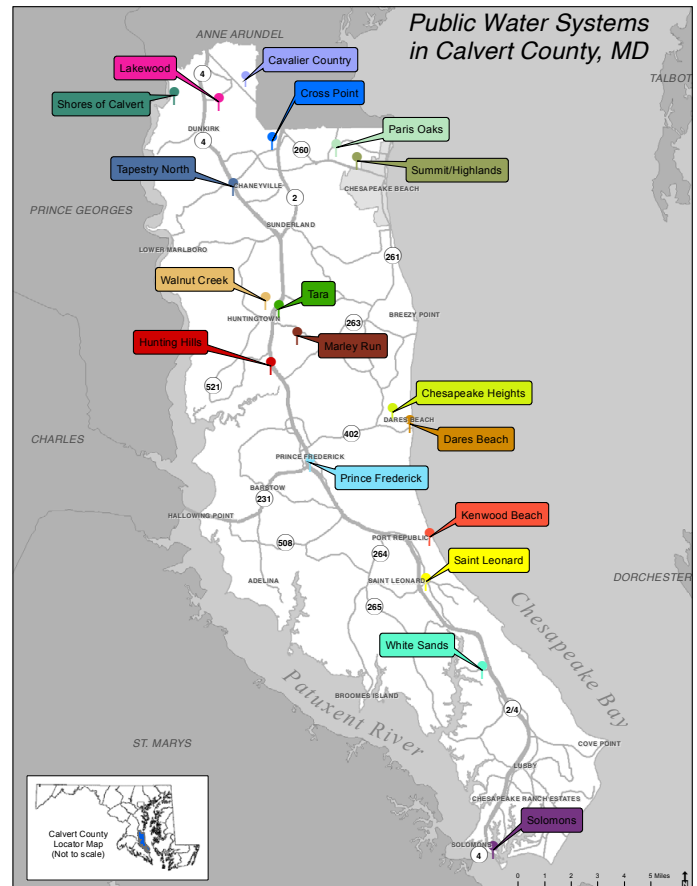 Public Water Systems
in Calvert County, MD
ANNE ARUNDEL
TALBOT
Cavalier Country
Lakewood
4
Shores of Calvert
Cross Point
DUNKIRK
4
260
Paris Oaks
Summit/Highlands
Tapestry North
CHANEYVILLE
CHESAPEAKE BEACH
2
PRINCE GEORGES
SUNDERLAND
LOWER MARLBORO
261
Walnut Creek
Tara
HUNTINGTOWN
263
BREEZY POINT
Hunting Hills
Marley Run
521
Chesapeake Heights
DARES BEACH
Dares Beach
402
CHARLES
PRINCE FREDERICK
Prince Frederick
BARSTOW
231
HALLOWING POINT
Kenwood Beach
PORT REPUBLIC
508
264
Saint Leonard
ADELINA
SAINT LEONARD
DORCHESTER
265
White Sands
Chesapeake Bay
BROOMES ISLAND
Patuxent River
2/4
ST. MARYS
COVE POINT
LUSBY
CHESAPEAKE RANCH ESTATES
Solomons
SOLOMONS
4
Calvert County
Locator Map
(Not to scale)
0 1 2 3 4 5 Miles